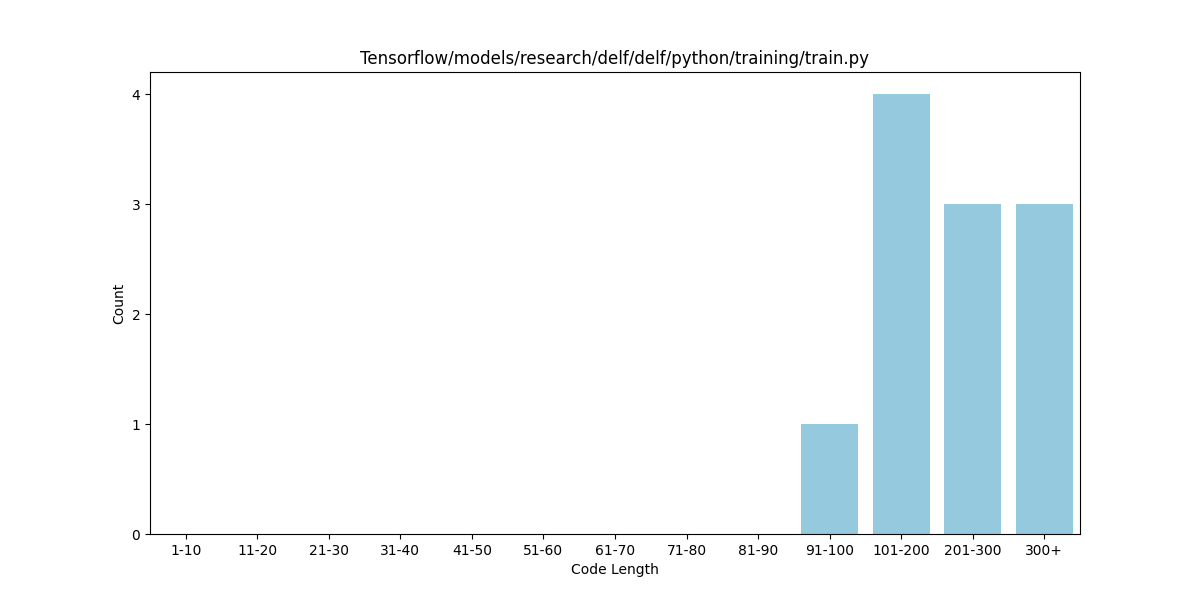 Tensorflow/models/research/delf/delf/python/training/train.py
Count
4
3
2
1
0
1-10 11-20 21-30 31-40 41-50 51-60 61-70 71-80 81-90 91-100 101-200 201-300 300+
Code Length